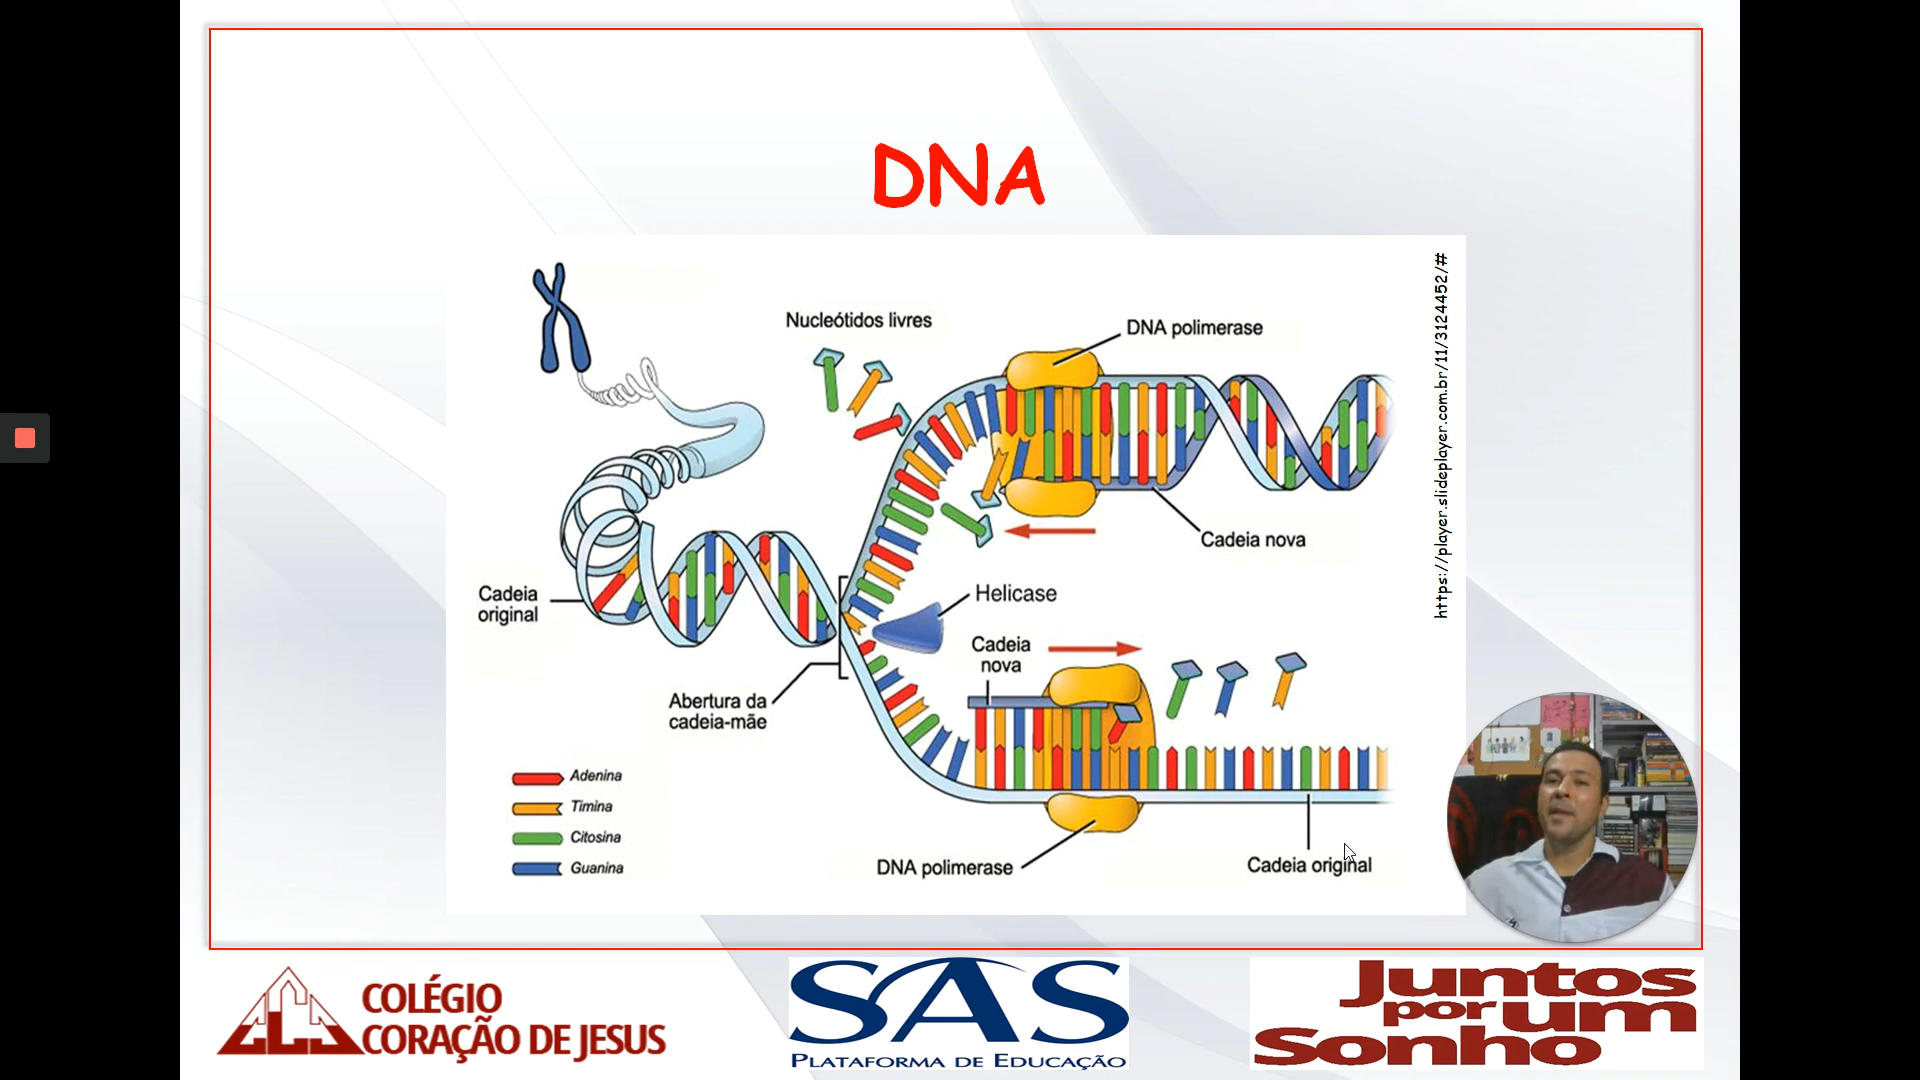 DNA
https://player.slideplayer.com.br/11/3124452/#
Nucleótidos livres
DNA polimerase
Cadeia nova
Helicase
Cadeia
original
Cadeia
nova
Abertura da
cadeia-mãe
Adenina
Timina
Citosina
Guanina
DNA polimerase
Cadeia original
COLÉGIO
CORAÇÃO DE JESUS
SAS
PLATAFORMA DE EDUCAÇÃO
Juntos
por um
Sonho